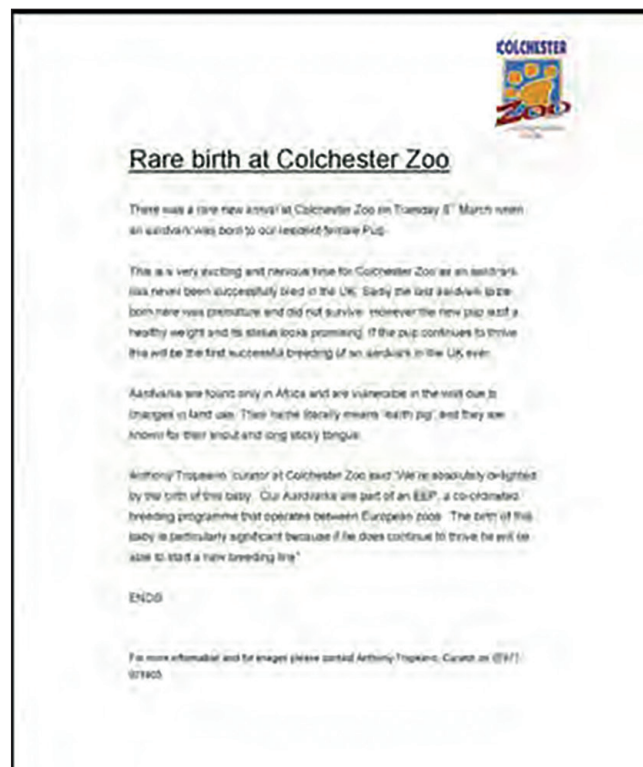 COLCHESTER
ZOO
Rare birth at Colchester Zoo
There was a rare new arrival at Colchester Zoo on Tuesday 8th March when
an aardvark was born to our resident female Pug.
This is a very exciting and nervous time for Colchester Zoo as an aardvark
has never been successfully bred in the UK. Sadly the last aardvark to be
born here was premature and did not survive. However the new pup is of a
healthy weight and its status looks promising. If the pup continues to thrive
this will be the first successful breeding of an aardvark in the UK ever.
Aardvarks are found only in Africa and are vulnerable in the wild due to
changes in land use. Their name literally means 'earth pig' and they are
known for their snout and long sticky tongue.
Anthony curator at Colchester Zoo said "We're absolutely delighted
by the birth of this baby. Our Aardvarks are part of an EEP, a co-ordinated
breeding programme that operates between European zoos. The birth of this
baby is particularly significant because if he does continue to thrive he will be
able to start a new breeding line"
ENDS
For more information and for images please contact Anthony Curator on